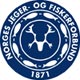 NORGES JEGER- OG FISKERFORBUND
1871